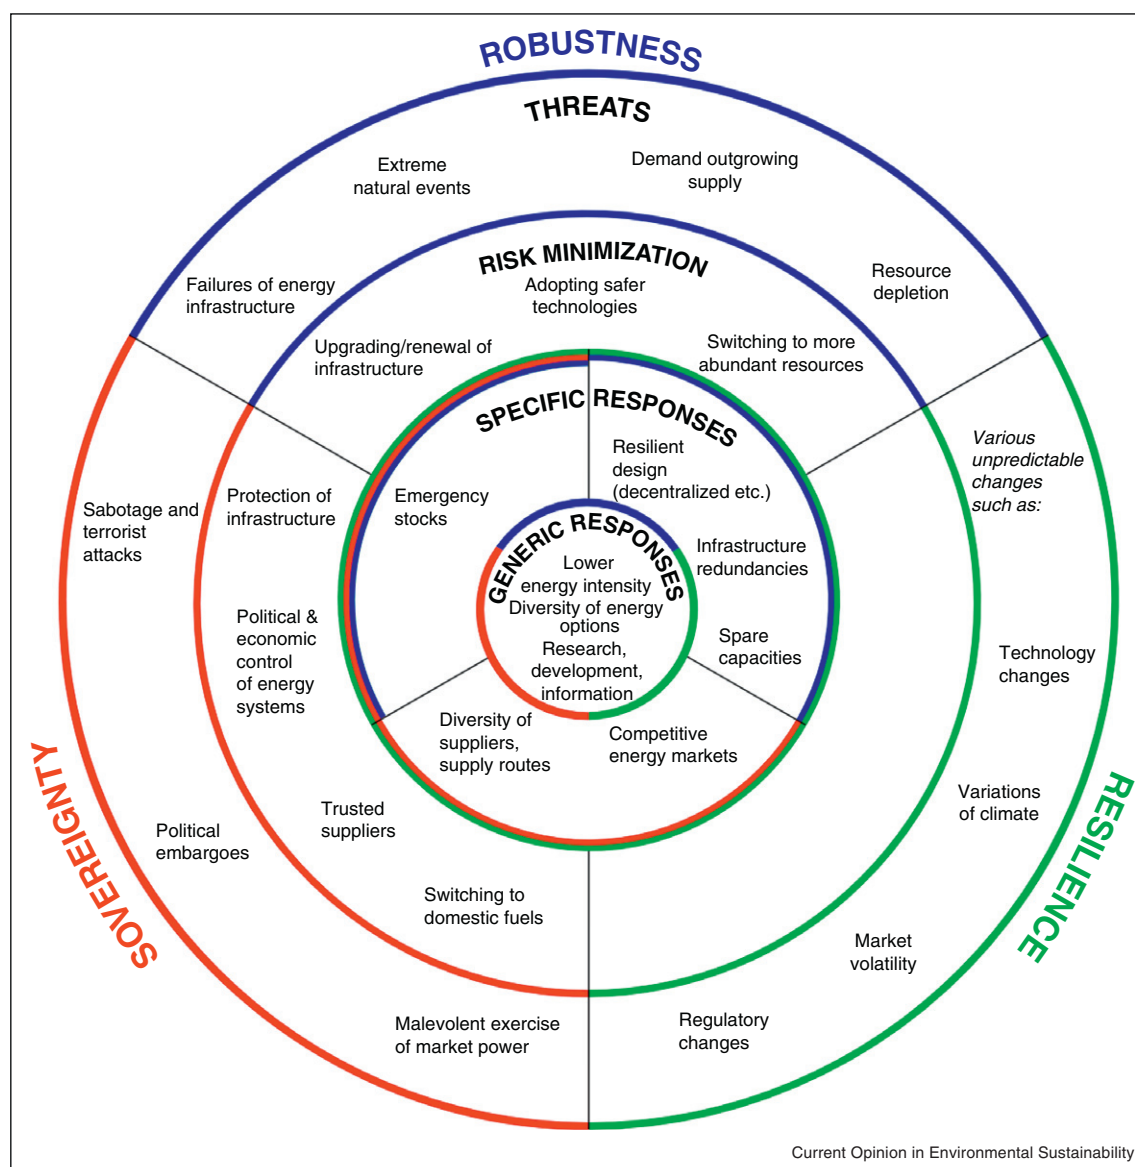 ROBUSTNESS
THREATS
Extreme
natural events
Demand outgrowing
supply
Failures of energy
infrastructure
Resource
depletion
RISK MINIMIZATION
Adopting safer
technologies
Upgrading/renewal of
infrastructure
Switching to more
abundant resources
SPECIFIC RESPONSES
Resilient
design
(decentralized etc.)
Emergency
stocks
Infrastructure
redundancies
Spare
capacities
GENERIC RESPONSES
Lower
energy intensity
Diversity of energy
options
Research,
development,
information
Diversity of
suppliers,
supply routes
Competitive
energy markets
Sabotage and
terrorist
attacks
Protection of
infrastructure
Political &
economic
control
of energy
systems
Trusted
suppliers
Switching to
domestic fuels
SOVEREIGNTY
Political
embargoes
Malevolent exercise
of market power
Various
unpredictable
changes
such as:
Technology
changes
Variations
of climate
Market
volatility
Regulatory
changes
RESILIENCE
Current Opinion in Environmental Sustainability